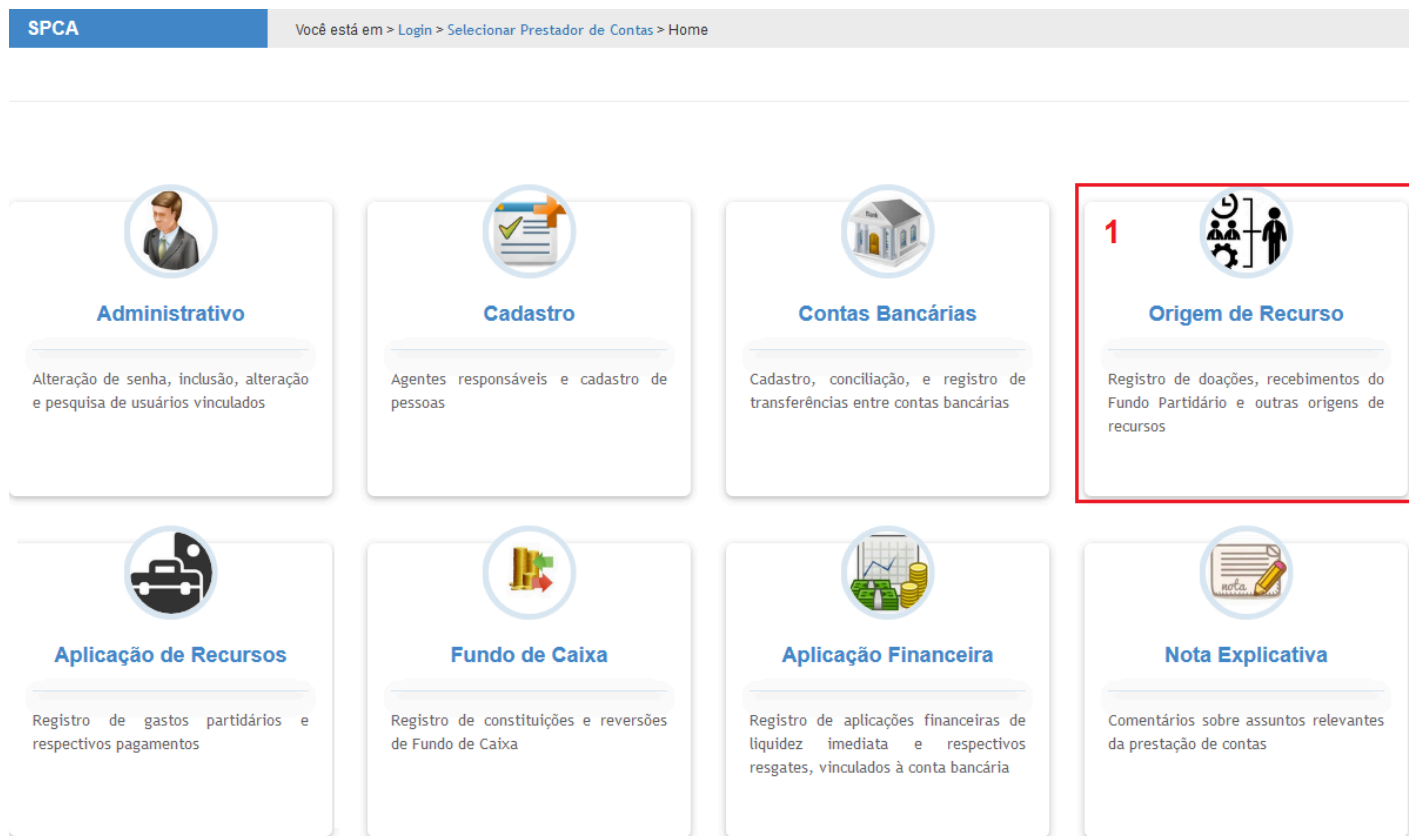 SPCA
Você está em > Login > Selecionar Prestador de Contas > Home
1
Administrativo
Alteração de senha, inclusão, alteração
e pesquisa de usuários vinculados
Cadastro
Agentes responsáveis e cadastro de
pessoas
Bank
Contas Bancárias
Cadastro, conciliação, e registro de
transferências entre contas bancárias
Origem de Recurso
Registro de doações, recebimentos do
Fundo Partidário e outras origens de
recursos
Aplicação de Recursos
Registro de gastos partidários e
respectivos pagamentos
Fundo de Caixa
Registro de constituições e reversões
de Fundo de Caixa
Aplicação Financeira
Registro de aplicações financeiras de
liquidez imediata e respectivos
resgates, vinculados à conta bancária
nota
Nota Explicativa
Comentários sobre assuntos relevantes
da prestação de contas